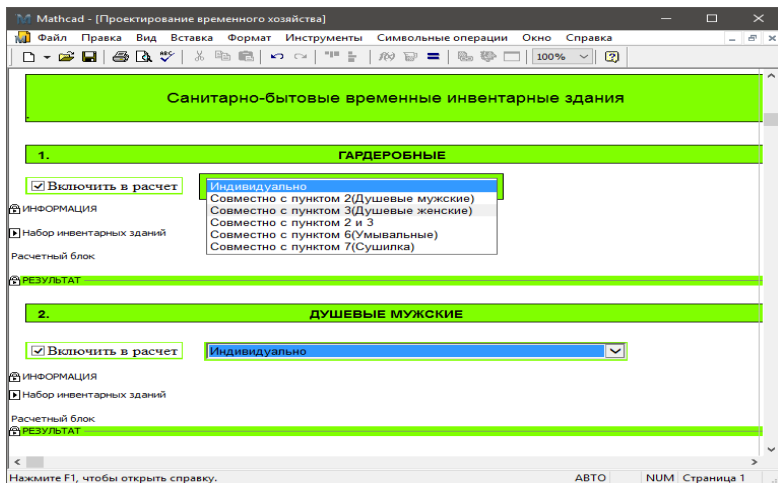 Mathcad - [Проектирование временного хозяйства]
Файл Правка Вид Вставка Формат Инструменты Символьные операции Окно Справка
100%
Санитарно-бытовые временные инвентарные здания
1. ГАРДЕРОБНЫЕ
Включить в расчет
Индивидуально
Совместно с пунктом 2(Душевые мужские)
Совместно с пунктом 3(Душевые женские)
Совместно с пунктом 2 и 3
Совместно с пунктом 6(Умывальные)
Совместно с пунктом 7(Сушилка)
ИНФОРМАЦИЯ
Набор инвентарных зданий
Расчетный блок
РЕЗУЛЬТАТ
2. ДУШЕВЫЕ МУЖСКИЕ
Включить в расчет Индивидуально
ИНФОРМАЦИЯ
Набор инвентарных зданий
Расчетный блок
РЕЗУЛЬТАТ
Нажмите F1, чтобы открыть справку. АВТО NUM Страница 1